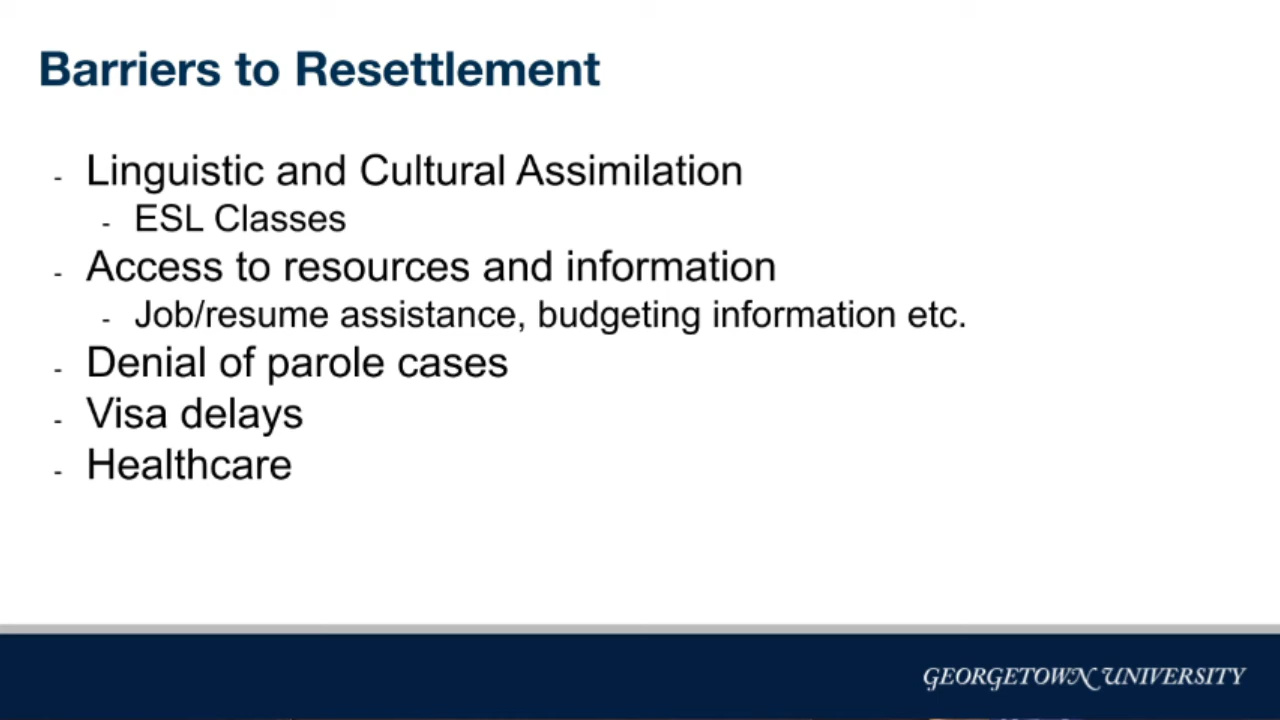 Barriers to Resettlement
- Linguistic and Cultural Assimilation
- ESL Classes
- Access to resources and information
- Job/resume assistance, budgeting information etc.
- Denial of parole cases
- Visa delays
- Healthcare
GEORGETOWN UNIVERSITY